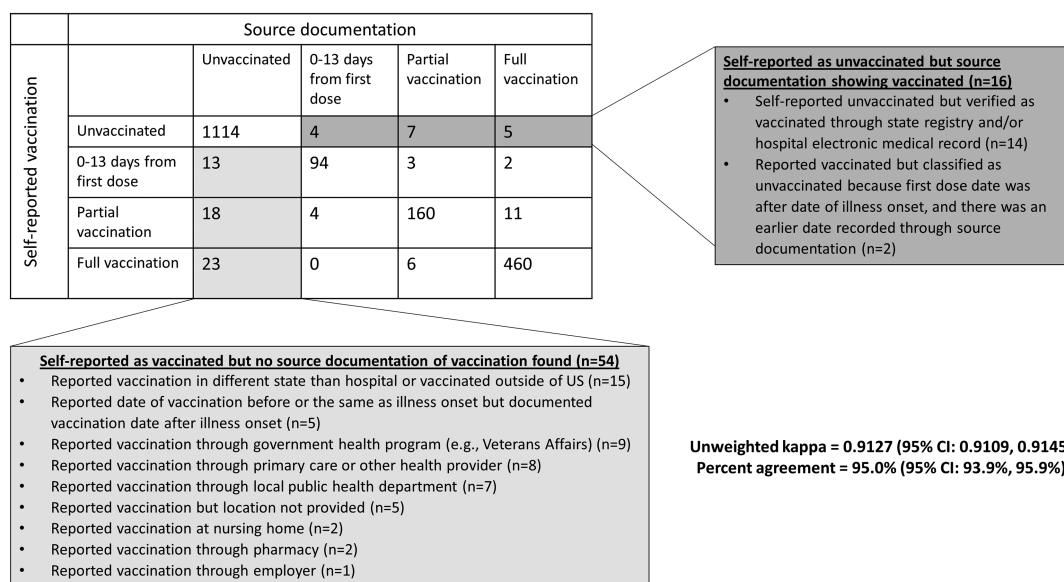 Source documentation
Self-reported vaccination
Unvaccinated
0-13 days
from first
dose
Partial
vaccination
Full
vaccination
Unvaccinated 1114 4 7 5
0-13 days from
first dose
13 94 3 2
Partial
vaccination
18 4 160 11
Full vaccination 23 0 6 460
Self-reported as unvaccinated but source
documentation showing vaccinated (n=16)
• Self-reported unvaccinated but verified as
vaccinated through state registry and/or
hospital electronic medical record (n=14)
• Reported vaccinated but classified as
unvaccinated because first dose date was
after date of illness onset, and there was an
earlier date recorded through source
documentation (n=2)
Self-reported as vaccinated but no source documentation of vaccination found (n=54)
• Reported vaccination in different state than hospital or vaccinated outside of US (n=15)
• Reported date of vaccination before or the same as illness onset but documented
vaccination date after illness onset (n=5)
• Reported vaccination through government health program (e.g., Veterans Affairs) (n=9)
• Reported vaccination through primary care or other health provider (n=8)
• Reported vaccination through local public health department (n=7)
• Reported vaccination but location not provided (n=5)
• Reported vaccination at nursing home (n=2)
• Reported vaccination through pharmacy (n=2)
• Reported vaccination through employer (n=1)
Unweighted kappa = 0.9127 (95% CI: 0.9109, 0.9145
Percent agreement = 95.0% (95% CI: 93.9%, 95.9%)